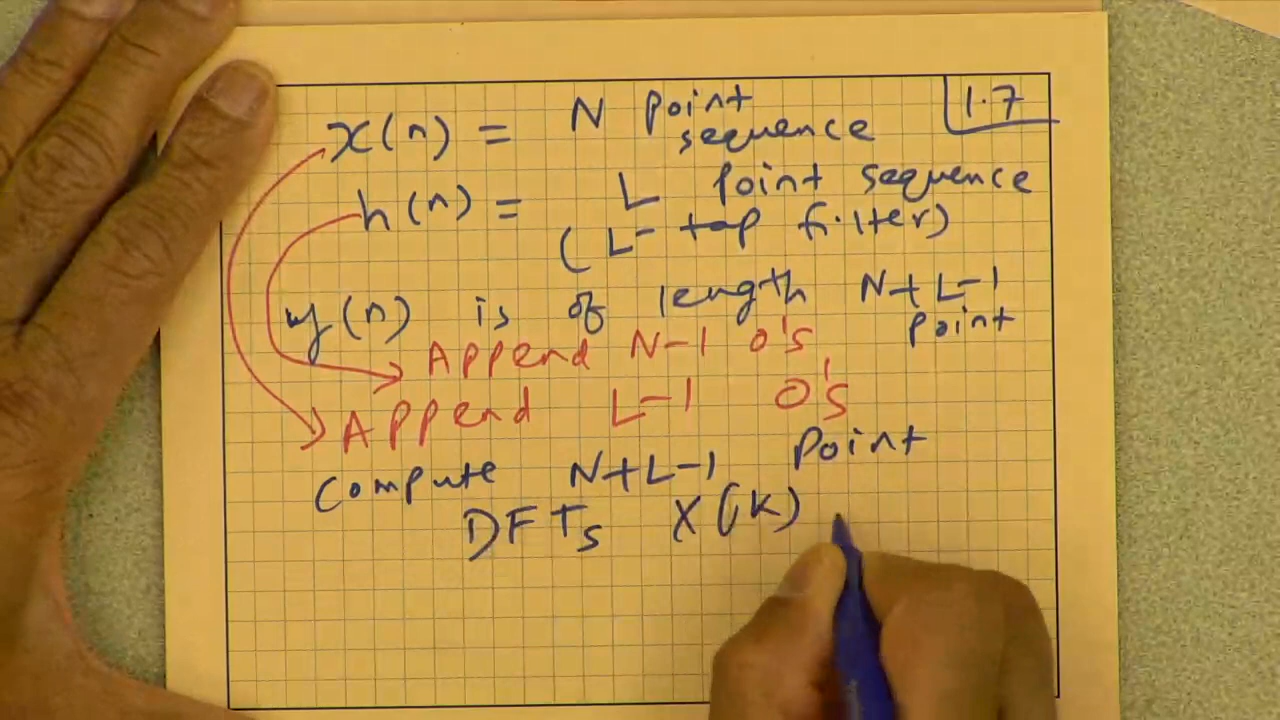 1.7
x(n) = N point
sequence
h(n) = L point sequence
(L-tap filter)
y(n) is of length N+L-1
point
Append N-1 0's
Append L-1 0's
Compute N+L-1 point
DFTs X(k)